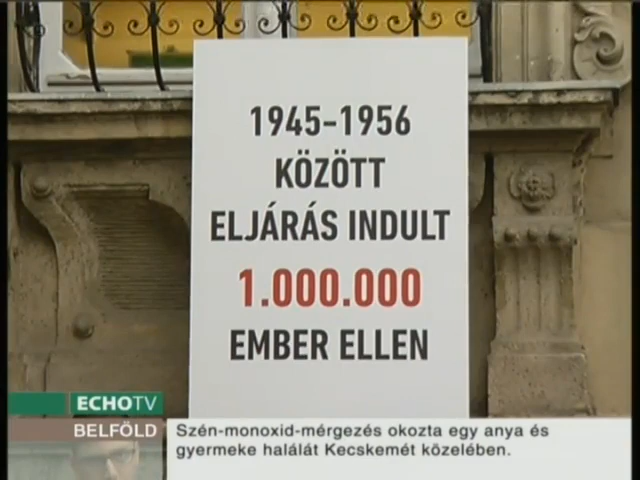 1945-1956
KÖZÖTT
ELJÁRÁS INDULT
1.000.000
EMBER ELLEN
ECHOTV
BELFÖLD
Szén-monoxid-mérgezés okozta egy anya és
gyermeke halálát Kecskemét közelében.